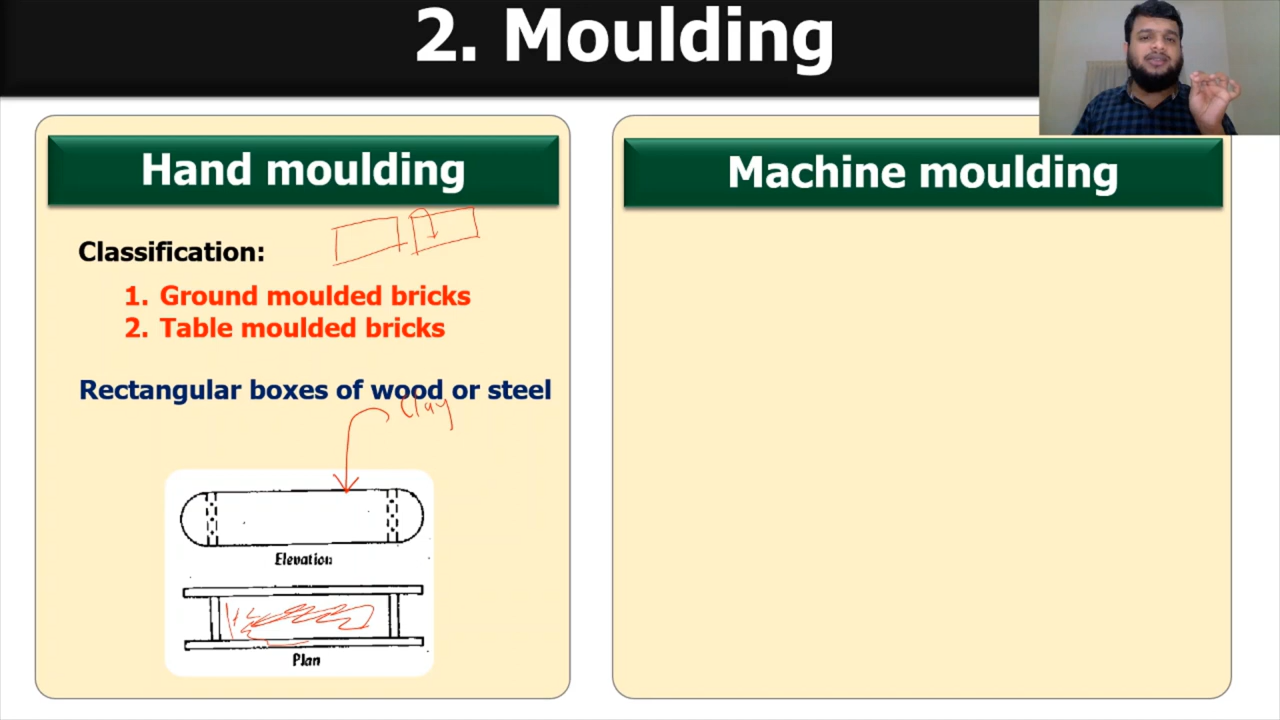 2. Moulding
Hand moulding
Classification:
1. Ground moulded bricks
2. Table moulded bricks
Rectangular boxes of wood or steel
Clay
Elevation
Plan
Machine moulding